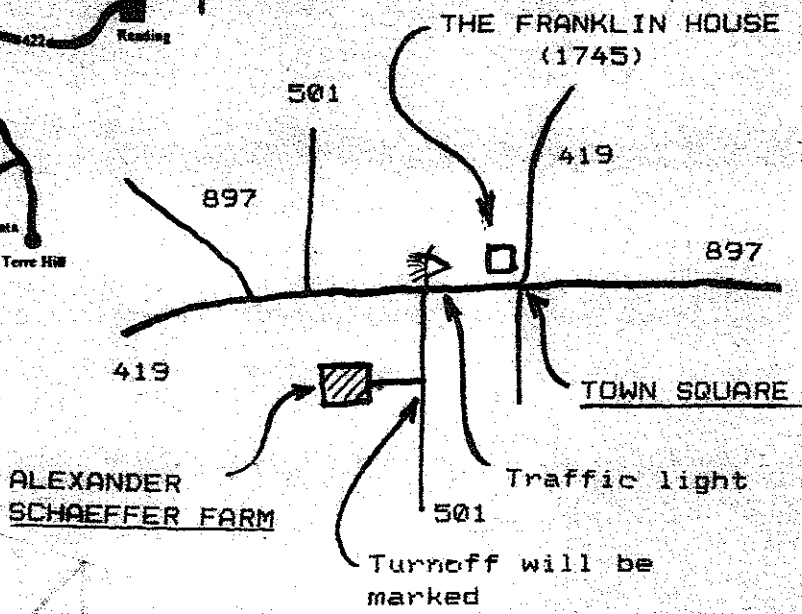 422
Reading
THE FRANKLIN HOUSE
(1745)
501
419
897
897
Terre Hill
419
TOWN SQUARE
ALEXANDER
SCHAEFFER FARM
Traffic light
501
Turnoff will be
marked